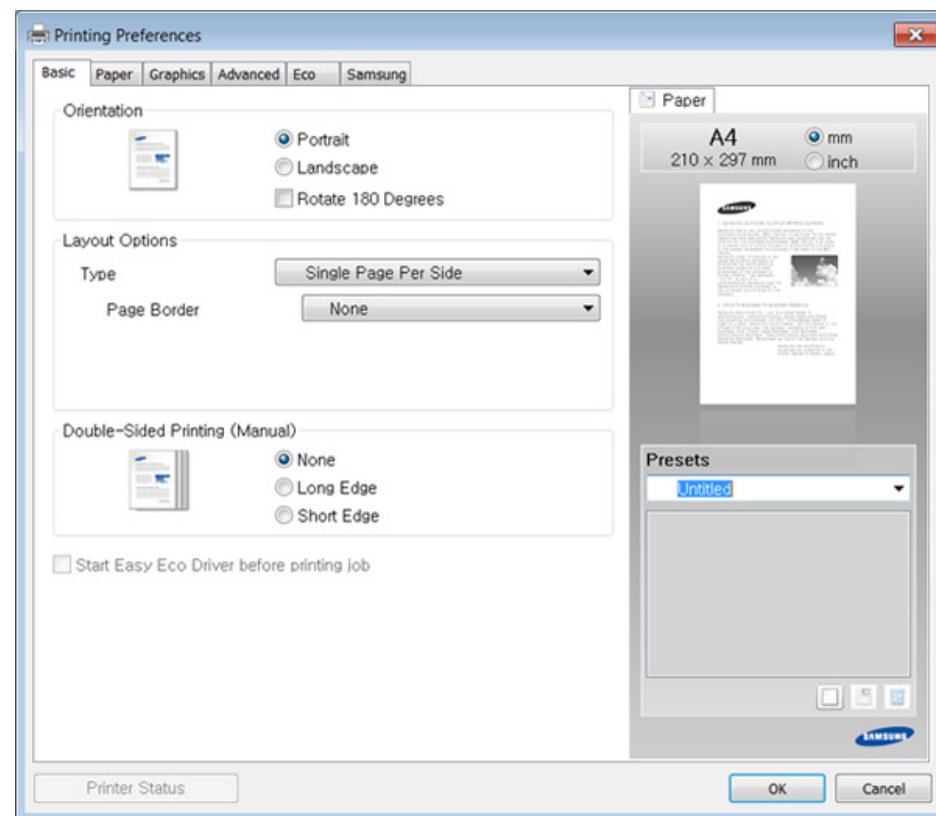 Printing Preferences
Basic Paper Graphics Advanced Eco Samsung
Orientation
Portrait
Landscape
Rotate 180 Degrees
Layout Options
Type Single Page Per Side
Page Border None
Double-Sided Printing (Manual)
None
Long Edge
Short Edge
Start Easy Eco Driver before printing job
Paper
A4 mm
210 x 297 mm inch
SAMSUNG
Presets
Untitled
SAMSUNG
Printer Status OK Cancel